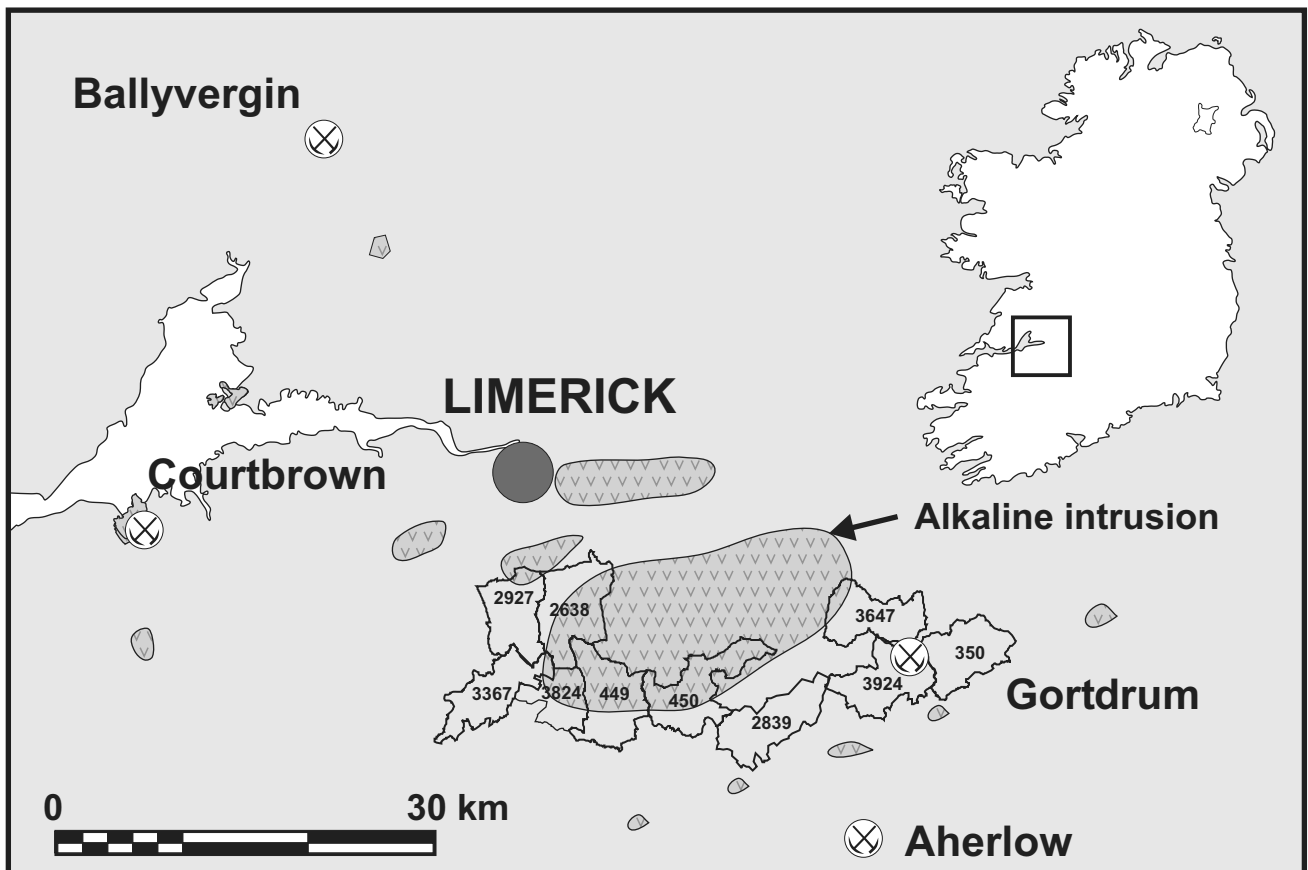 Ballyvergin
LIMERICK
Courtbrown
Alkaline intrusion
2927
2638
3647
350
3367
3824
449
450
3924
Gortdrum
2839
0
30 km
Aherlow